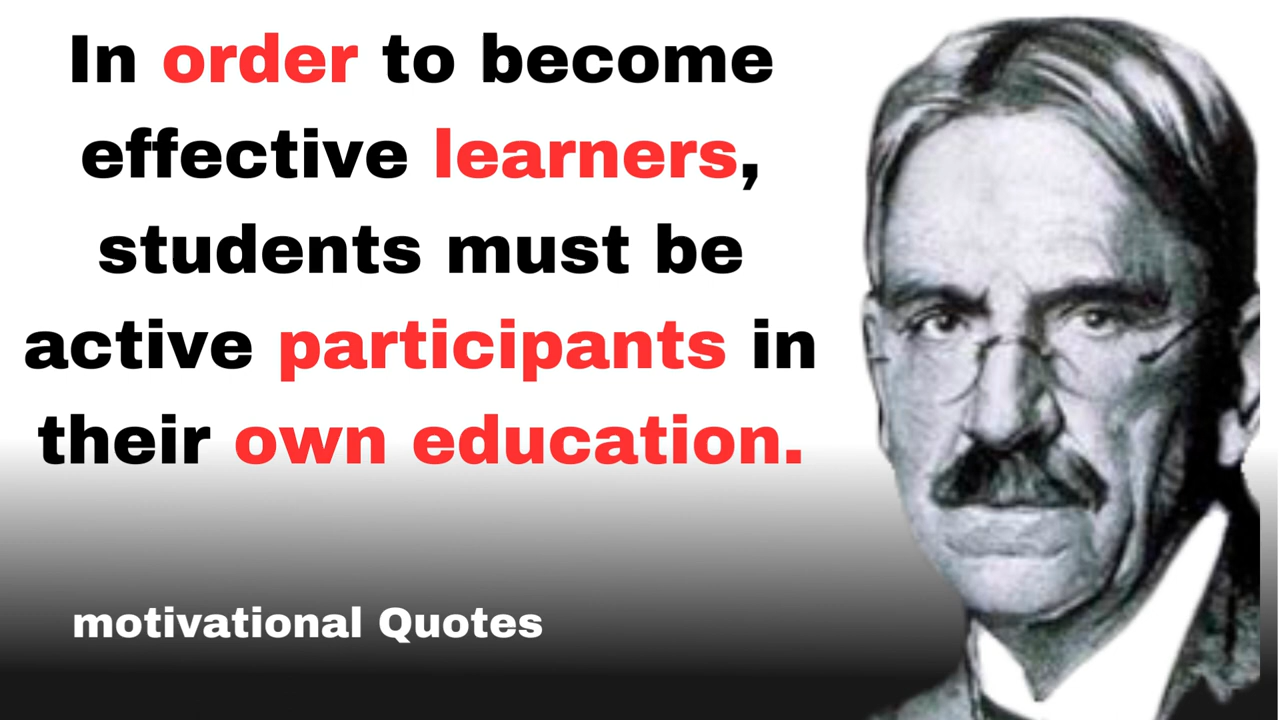 In order to become
effective learners,
students must be
active participants in
their own education.
motivational Quotes